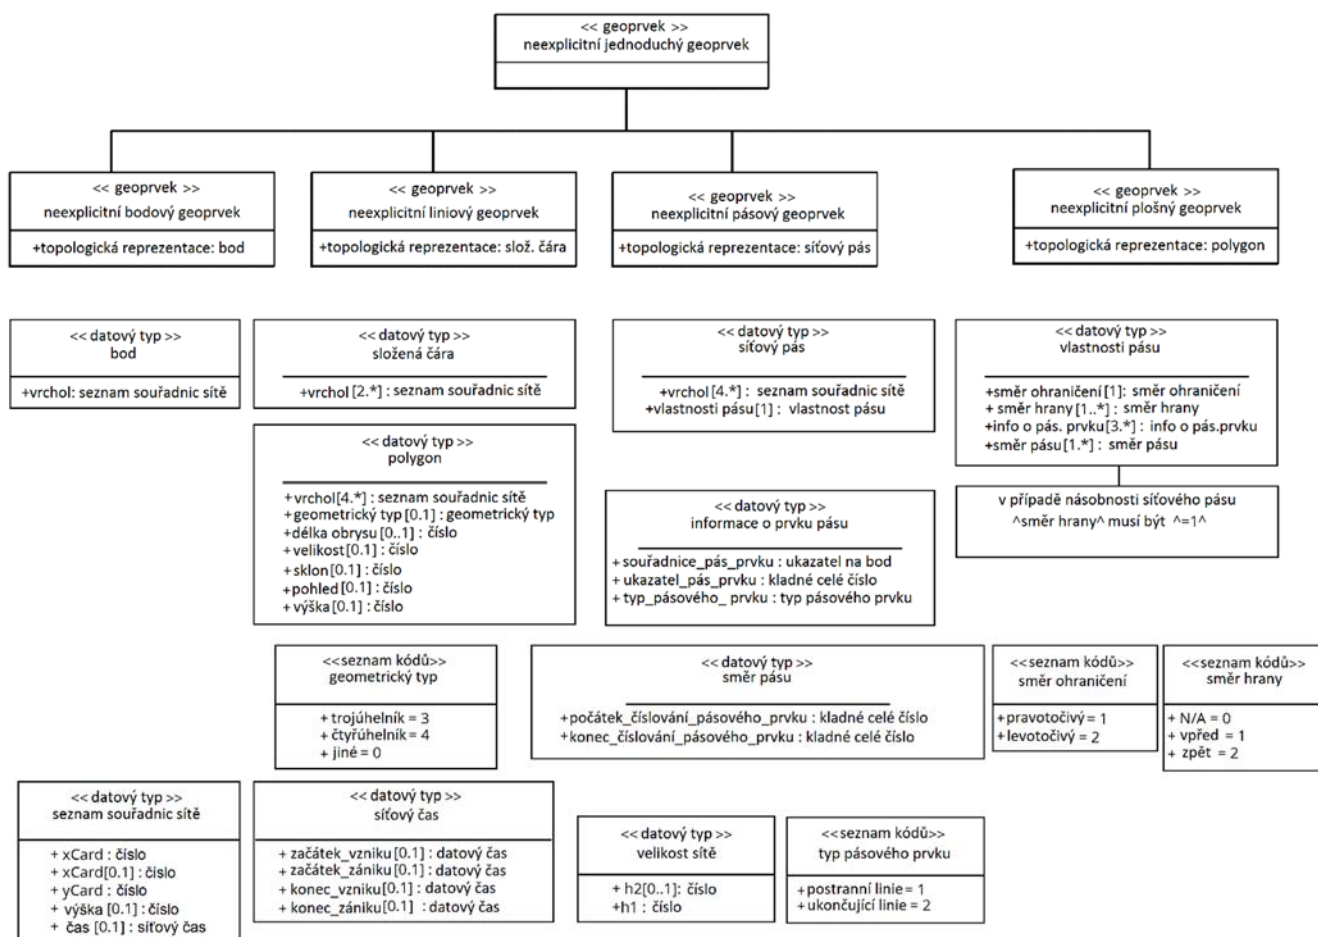 << geoprvek >>
neexplicitní jednoduchý geoprvek
<< geoprvek >>
neexplicitní bodový geoprvek
+topologická reprezentace: bod
<< geoprvek >>
neexplicitní liniový geoprvek
+topologická reprezentace: slož. čára
<< geoprvek >>
neexplicitní pásový geoprvek
+topologická reprezentace: síťový pás
<< geoprvek >>
neexplicitní plošný geoprvek
+topologická reprezentace: polygon
<< datový typ >>
bod
+vrchol: seznam souřadnic sítě
<< datový typ >>
složená čára
+vrchol [2.*] : seznam souřadnic sítě
<< datový typ >>
síťový pás
+vrchol[4.*] : seznam souřadnic sítě
+vlastnosti pásu[1] : vlastnost pásu
<< datový typ >>
vlastnosti pásu
+směr ohraničení[1]: směr ohraničení
+ směr hrany [1..*] : směr hrany
+info o pás. prvku[3.*] : info o pás.prvku
+směr pásu[1.*] : směr pásu
v případě násobnosti síťového pásu
^směr hrany^ musí být ^=1^
<< datový typ >>
polygon
+vrchol[4.*] : seznam souřadnic sítě
+geometrický typ [0.1] : geometrický typ
+délka obrysu [0..1] : číslo
+velikost[0.1] : číslo
+sklon[0.1] : číslo
+pohled[0.1] : číslo
+výška[0.1] : číslo
<< datový typ >>
informace o prvku pásu
+ souřadnice_pás_prvku : ukazatel na bod
+ ukazatel_pás_prvku : kladné celé číslo
+ typ_pásového_ prvku : typ pásového prvku
<<seznam kódů>>
geometrický typ
+ trojúhelník = 3
+ čtyřúhelník = 4
+ jiné = 0
<< datový typ >>
směr pásu
+počátek_číslování_pásového_prvku : kladné celé číslo
+konec_číslování_pásového_prvku : kladné celé číslo
<<seznam kódů>>
směr ohraničení
+pravotočivý = 1
+levotočivý = 2
<<seznam kódů>>
směr hrany
+ N/A = 0
+ vpřed = 1
+ zpět = 2
<< datový typ >>
seznam souřadnic sítě
+ xCard : číslo
+ xCard[0.1] : číslo
+ yCard : číslo
+ výška [0.1] : číslo
+ čas [0.1] : síťový čas
<< datový typ >>
síťový čas
+ začátek_vzniku[0.1] : datový čas
+ začátek_zániku[0.1] : datový čas
+ konec_vzniku[0.1] : datový čas
+ konec_zániku[0.1] : datový čas
<< datový typ >>
velikost sítě
+ h2[0..1]: číslo
+h1 : číslo
<<seznam kódů>>
typ pásového prvku
+postranní linie = 1
+ukončující linie = 2